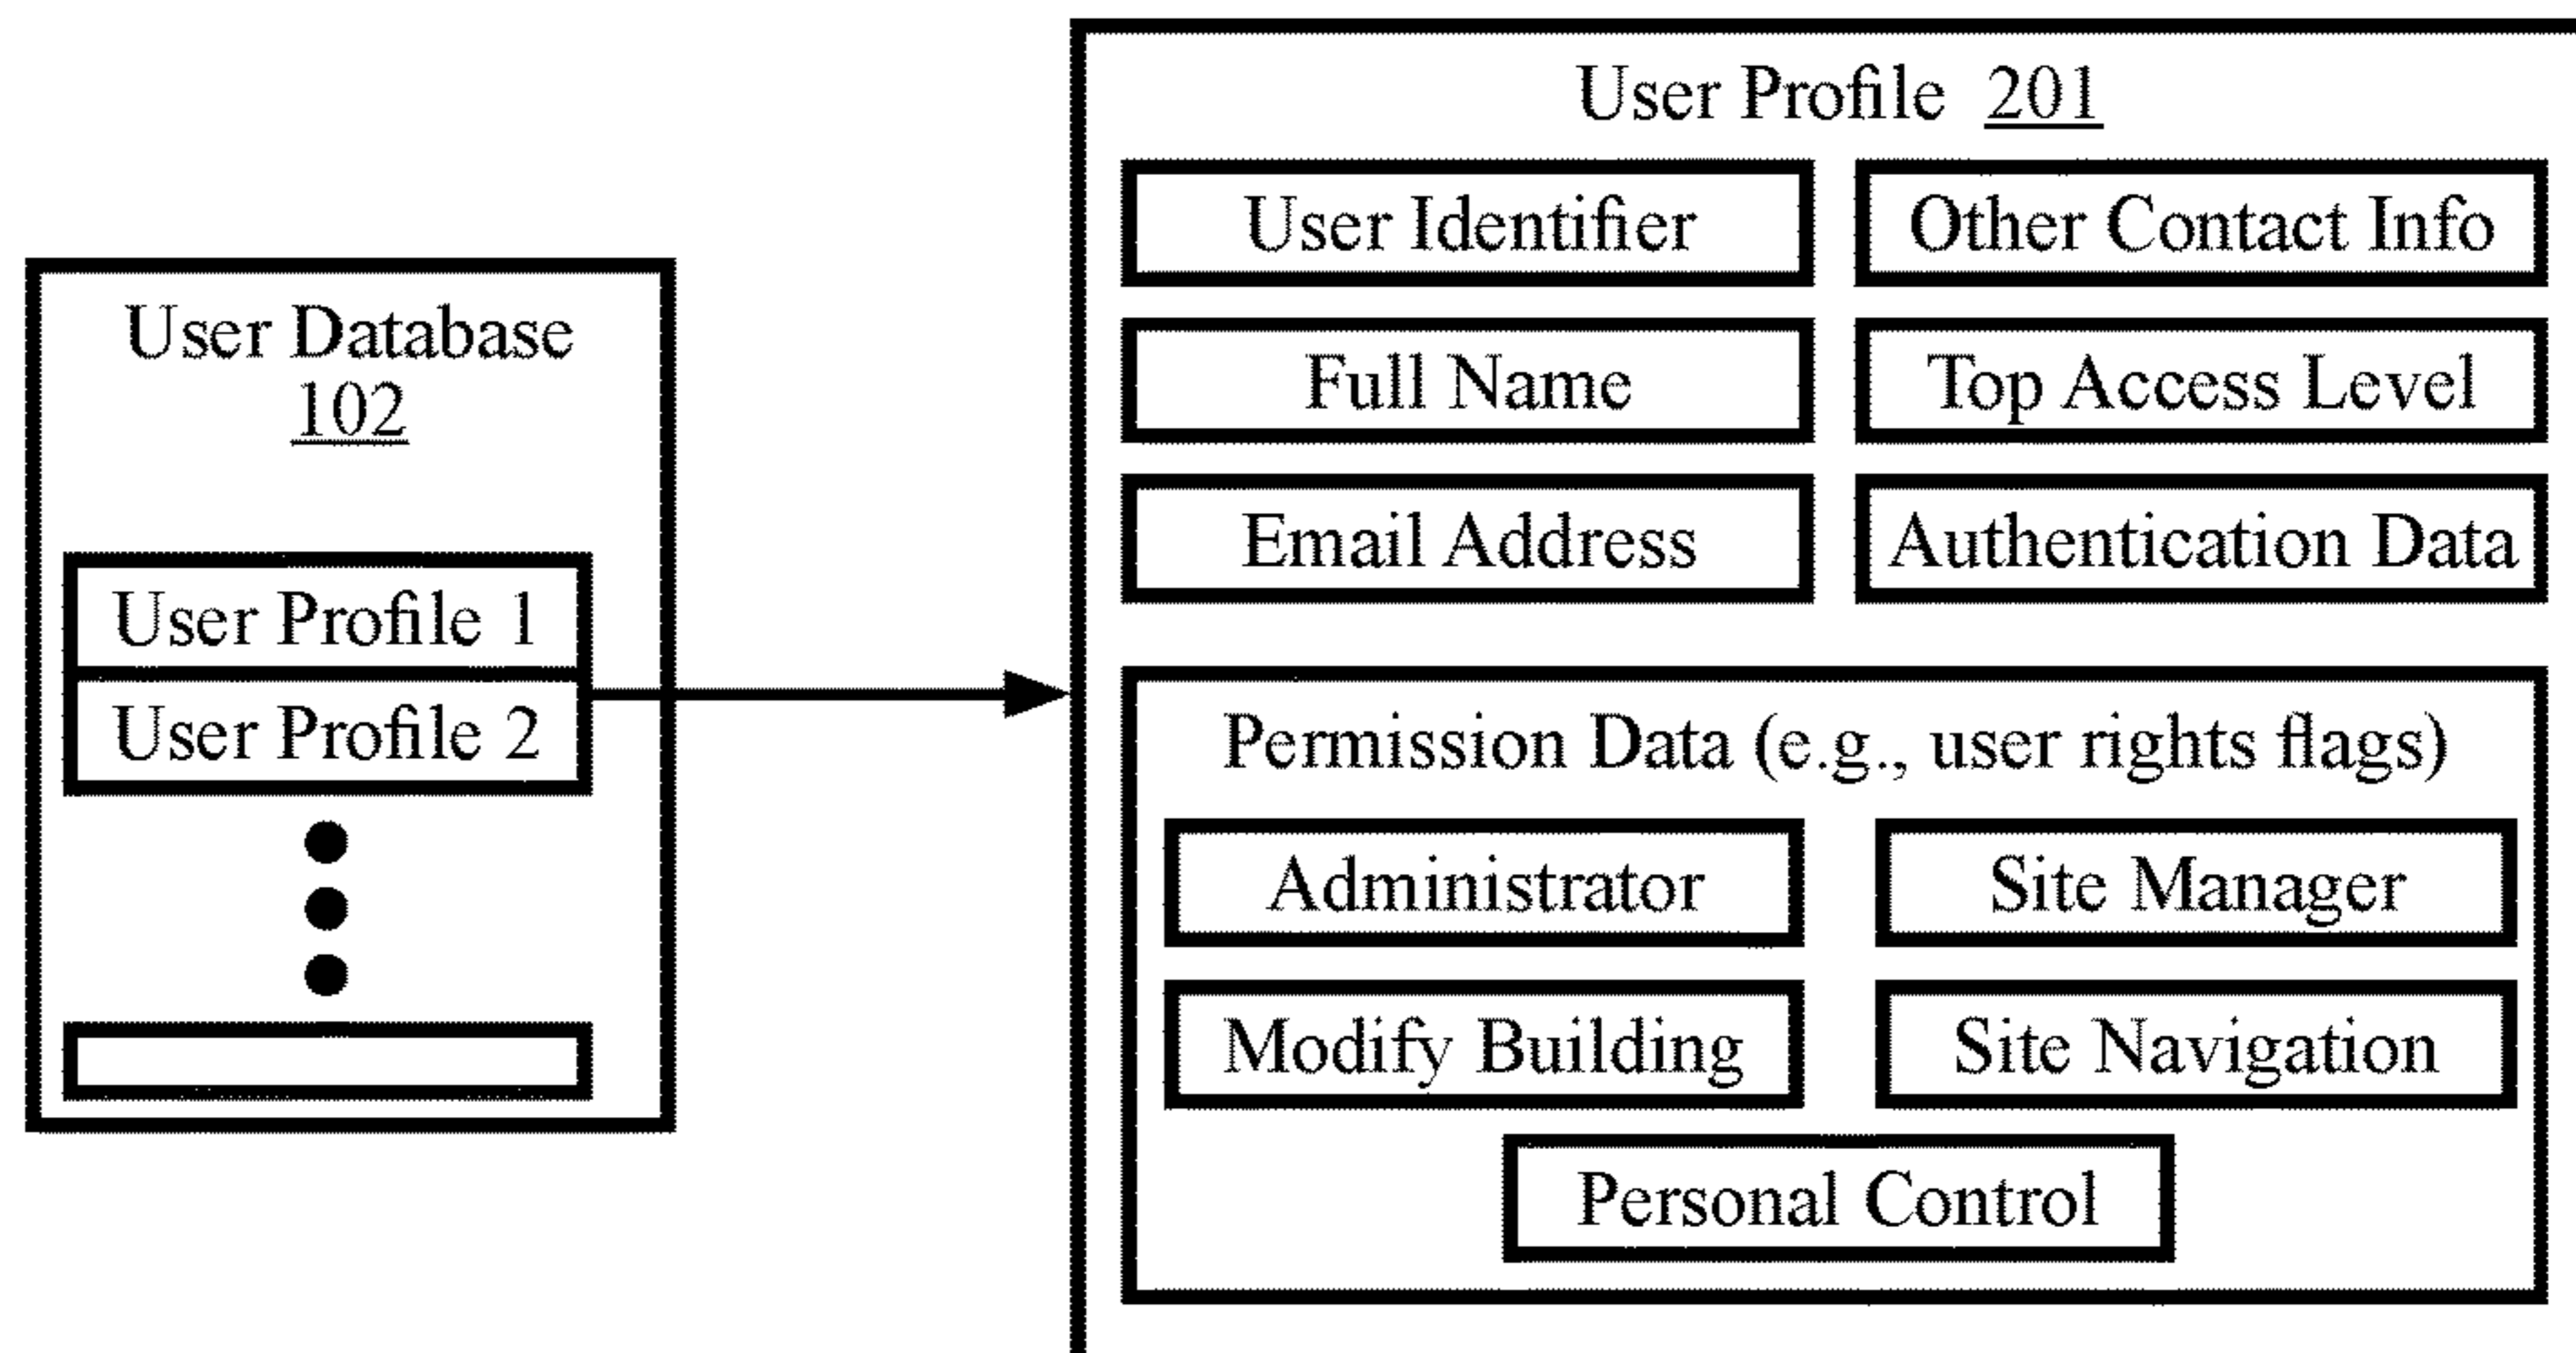 User Database
102
User Profile 1
User Profile 2
User Profile 201
User Identifier
Other Contact Info
Full Name
Top Access Level
Email Address
Authentication Data
Permission Data (e.g., user rights flags)
Administrator
Site Manager
Modify Building
Site Navigation
Personal Control